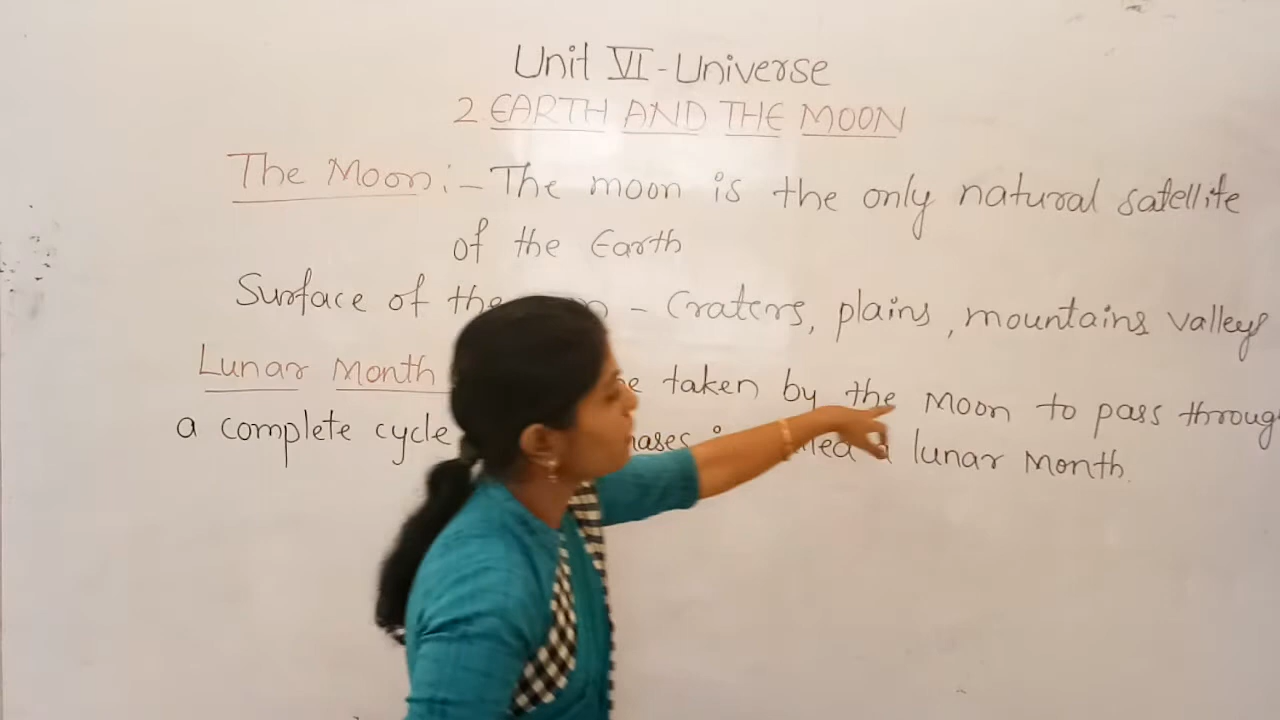 Unit VI - Universe
2 EARTH AND THE MOON
The Moon :- The moon is the only natural satellite
of the Earth
Surface of the - Craters, plains, mountains valleys
Lunar Month taken by the Moon to pass through
a complete cycle a lunar Month.